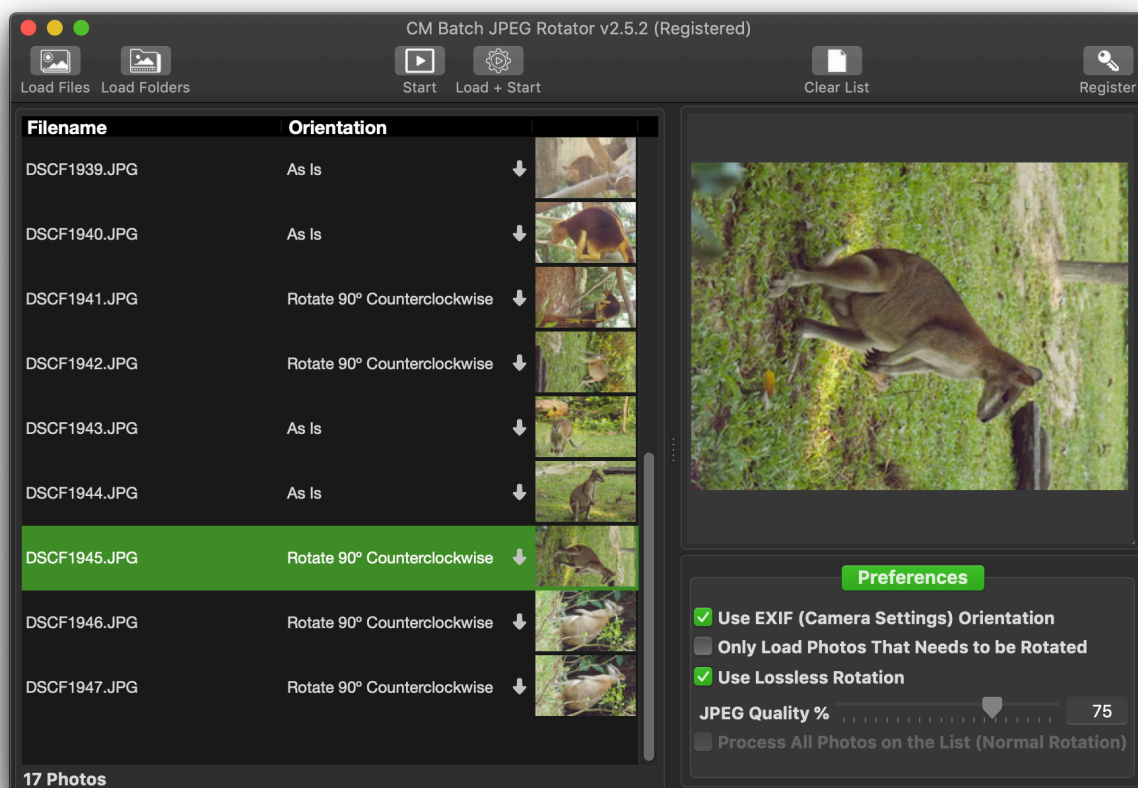 CM Batch JPEG Rotator v2.5.2 (Registered)
Load Files Load Folders Start Load + Start Clear List Register
Filename Orientation
DSCF1939.JPG As Is
DSCF1940.JPG As Is
DSCF1941.JPG Rotate 90º Counterclockwise
DSCF1942.JPG Rotate 90º Counterclockwise
DSCF1943.JPG As Is
DSCF1944.JPG As Is
DSCF1945.JPG Rotate 90º Counterclockwise
DSCF1946.JPG Rotate 90º Counterclockwise
DSCF1947.JPG Rotate 90º Counterclockwise
17 Photos
Preferences
Use EXIF (Camera Settings) Orientation
Only Load Photos That Needs to be Rotated
Use Lossless Rotation
JPEG Quality % 75
Process All Photos on the List (Normal Rotation)